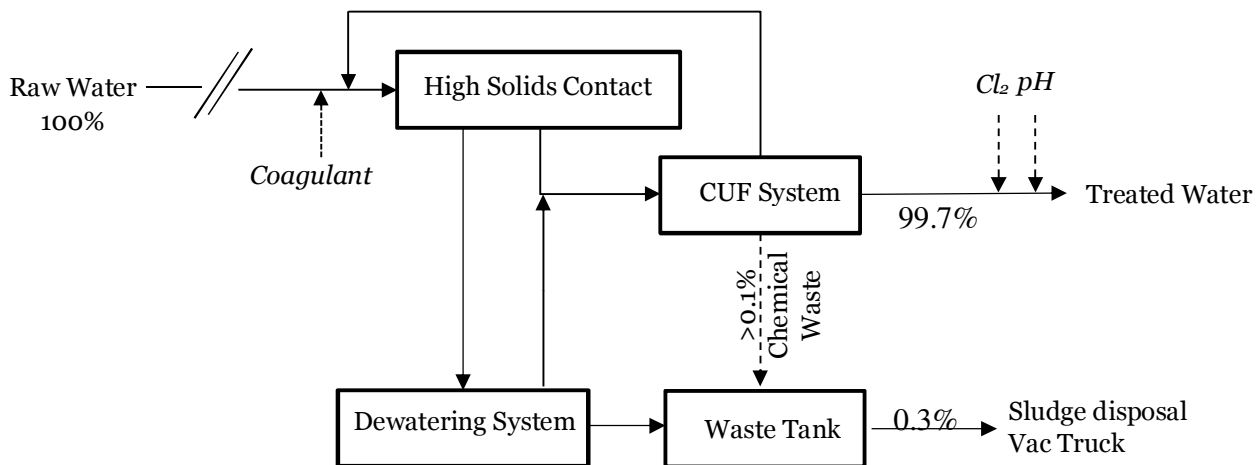 Raw Water
100%
Coagulant
High Solids Contact
Cl₂ pH
CUF System
99.7%
Treated Water
>0.1%
Chemical
Waste
Dewatering System
Waste Tank
0.3%
Sludge disposal
Vac Truck